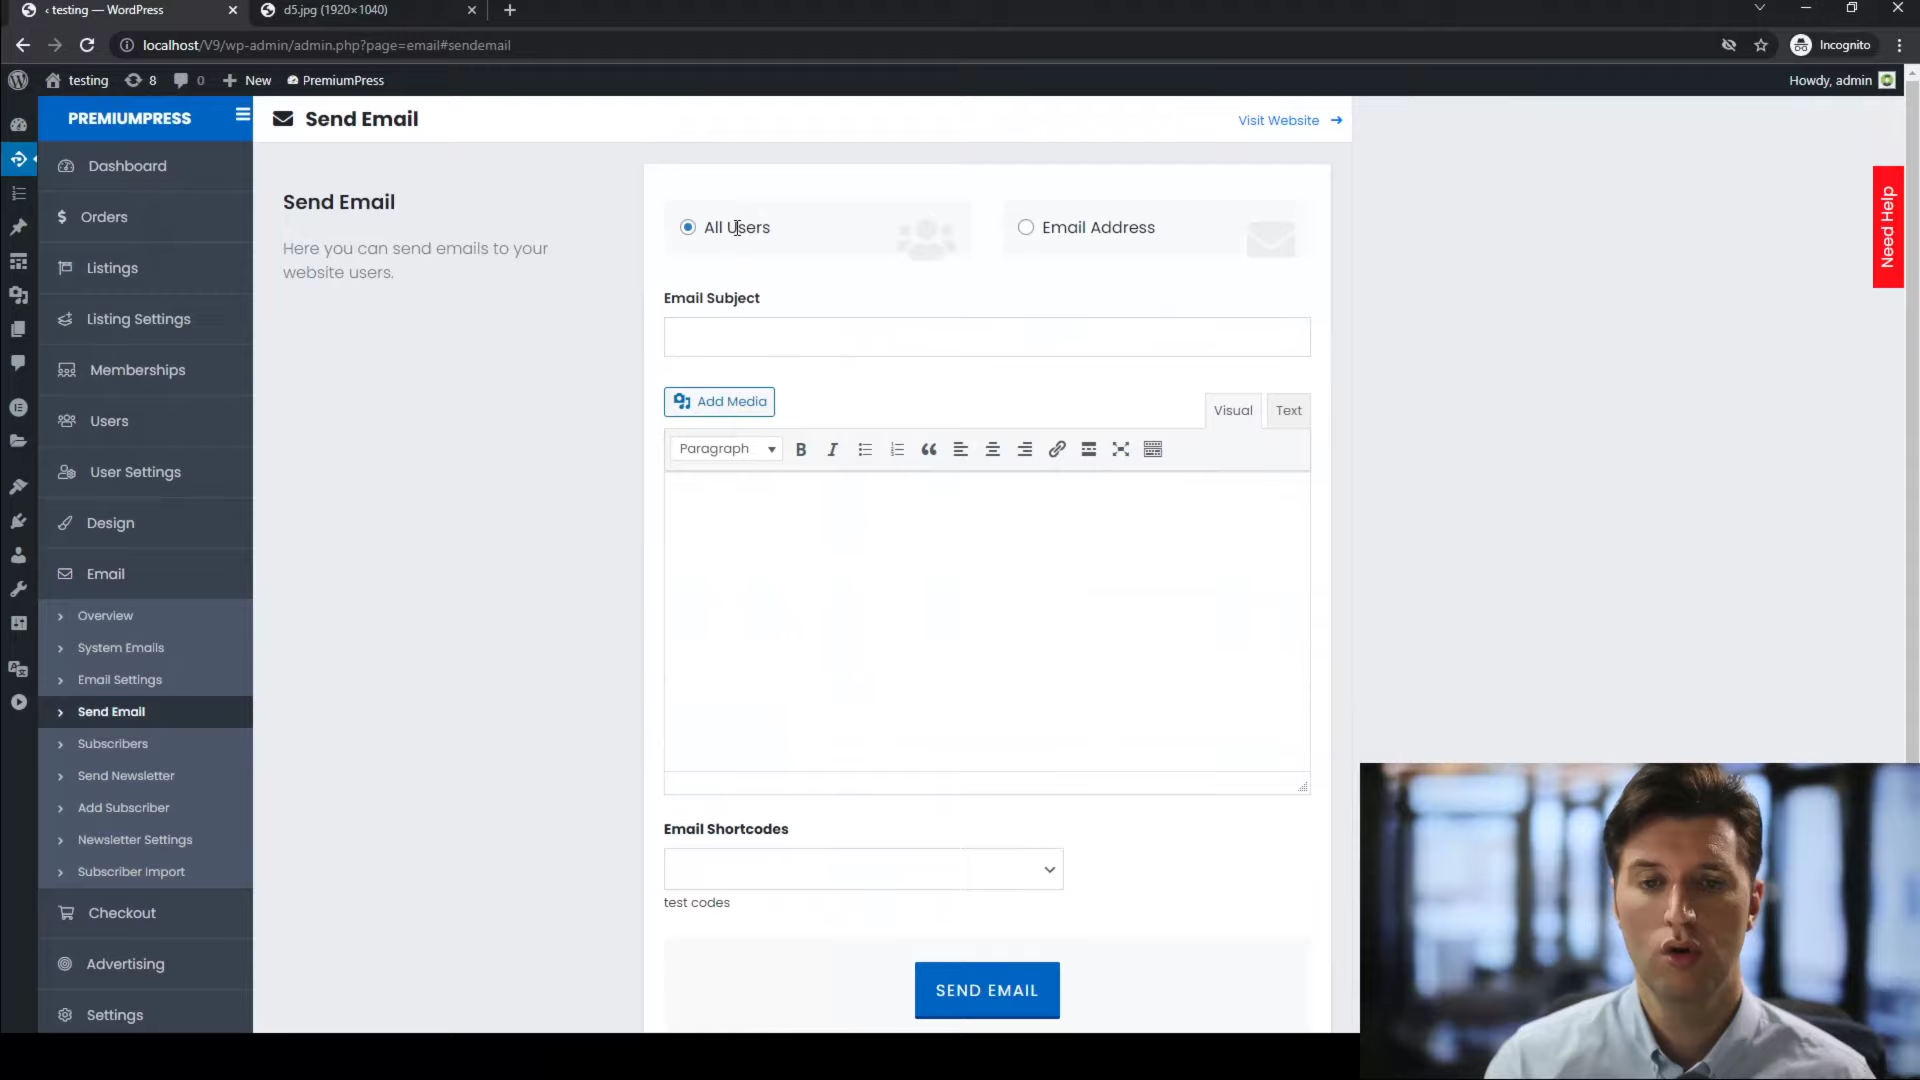 ‹ testing — WordPress
d5.jpg (1920×1040)
localhost/V9/wp-admin/admin.php?page=email#sendemail
Incognito
testing
8
0
New
PremiumPress
Howdy, admin
PREMIUMPRESS
Send Email
Visit Website
Dashboard
Orders
Listings
Listing Settings
Memberships
Users
User Settings
Design
Email
Overview
System Emails
Email Settings
Send Email
Subscribers
Send Newsletter
Add Subscriber
Newsletter Settings
Subscriber Import
Checkout
Advertising
Settings
Send Email
Here you can send emails to your
website users.
All Users
Email Address
Email Subject
Add Media
Visual
Text
Paragraph
Email Shortcodes
test codes
SEND EMAIL
Need Help